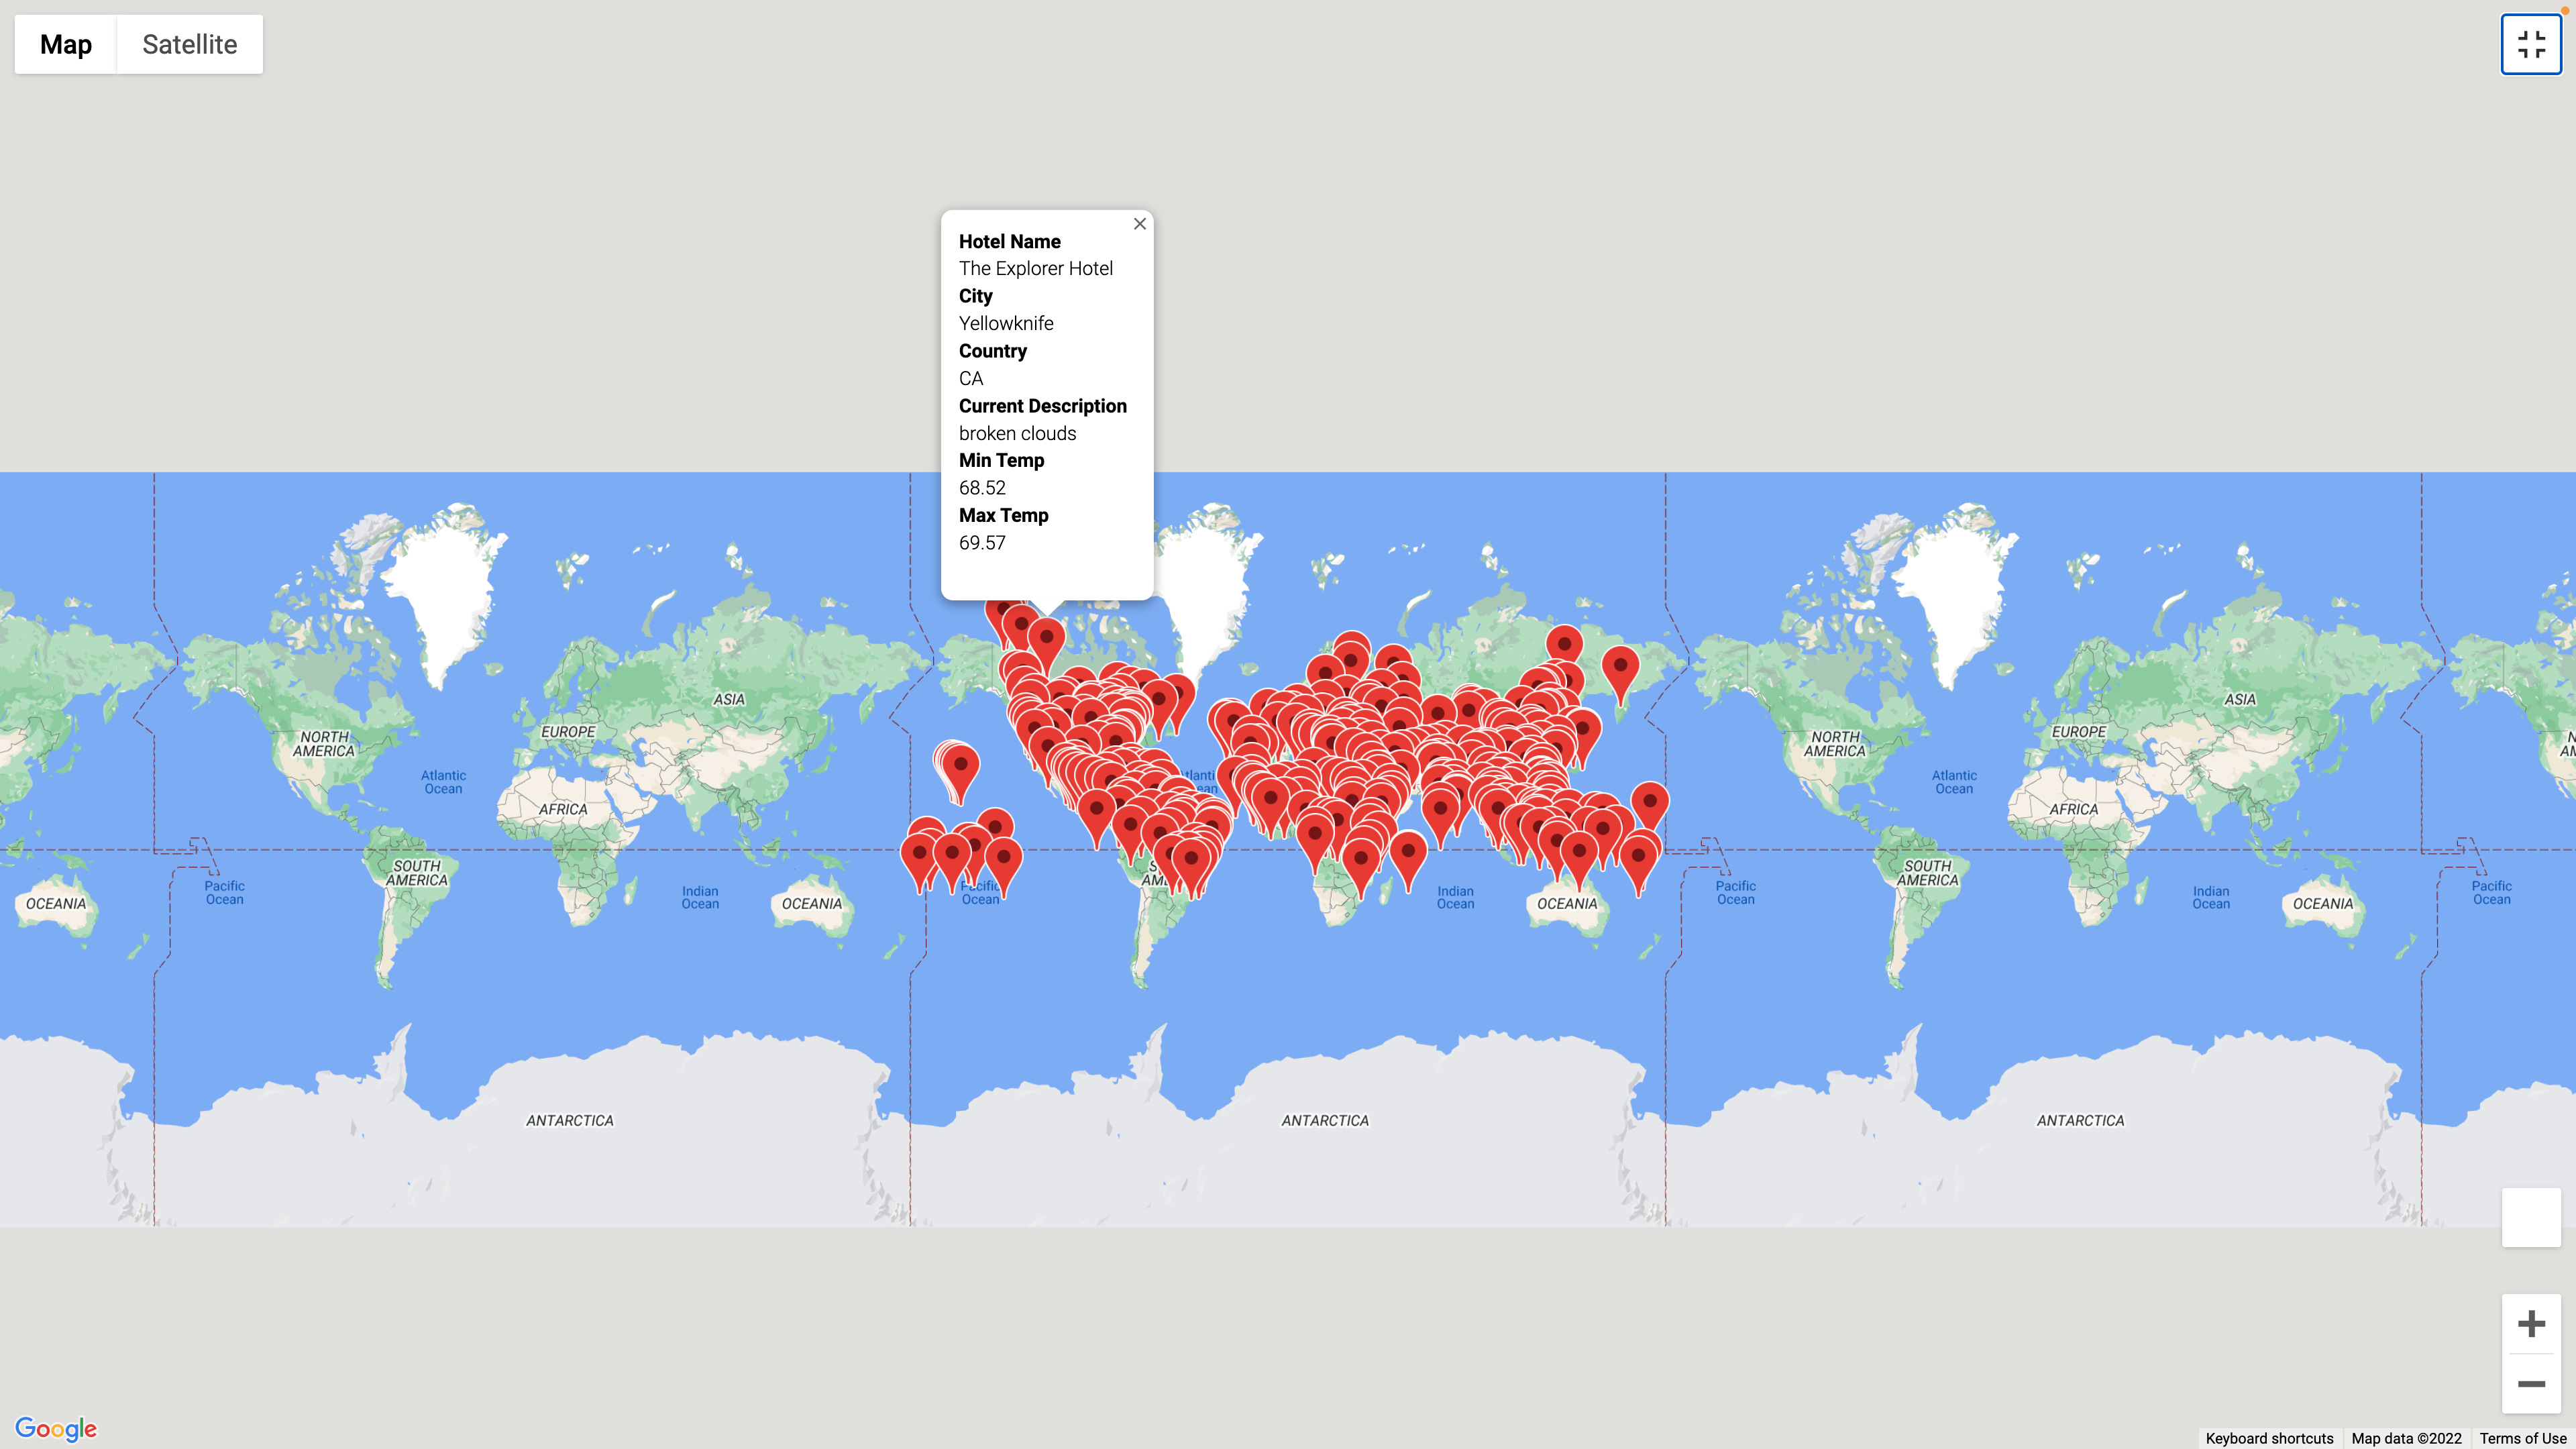 Map
Satellite
Hotel Name
The Explorer Hotel
City
Yellowknife
Country
CA
Current Description
broken clouds
Min Temp
68.52
Max Temp
69.57
ASIA
ASIA
EUROPE
EUROPE
NORTH
AMERICA
NORTH
AMERICA
Atlantic
Ocean
Atlantic
Ocean
AFRICA
AFRICA
SOUTH
AMERICA
SOUTH
AMERICA
Pacific
Ocean
Indian
Ocean
Pacific
Ocean
Indian
Ocean
Pacific
Ocean
Indian
Ocean
Pacific
Ocean
OCEANIA
OCEANIA
OCEANIA
OCEANIA
ANTARCTICA
ANTARCTICA
ANTARCTICA
Google
Keyboard shortcuts
Map data ©2022
Terms of Use